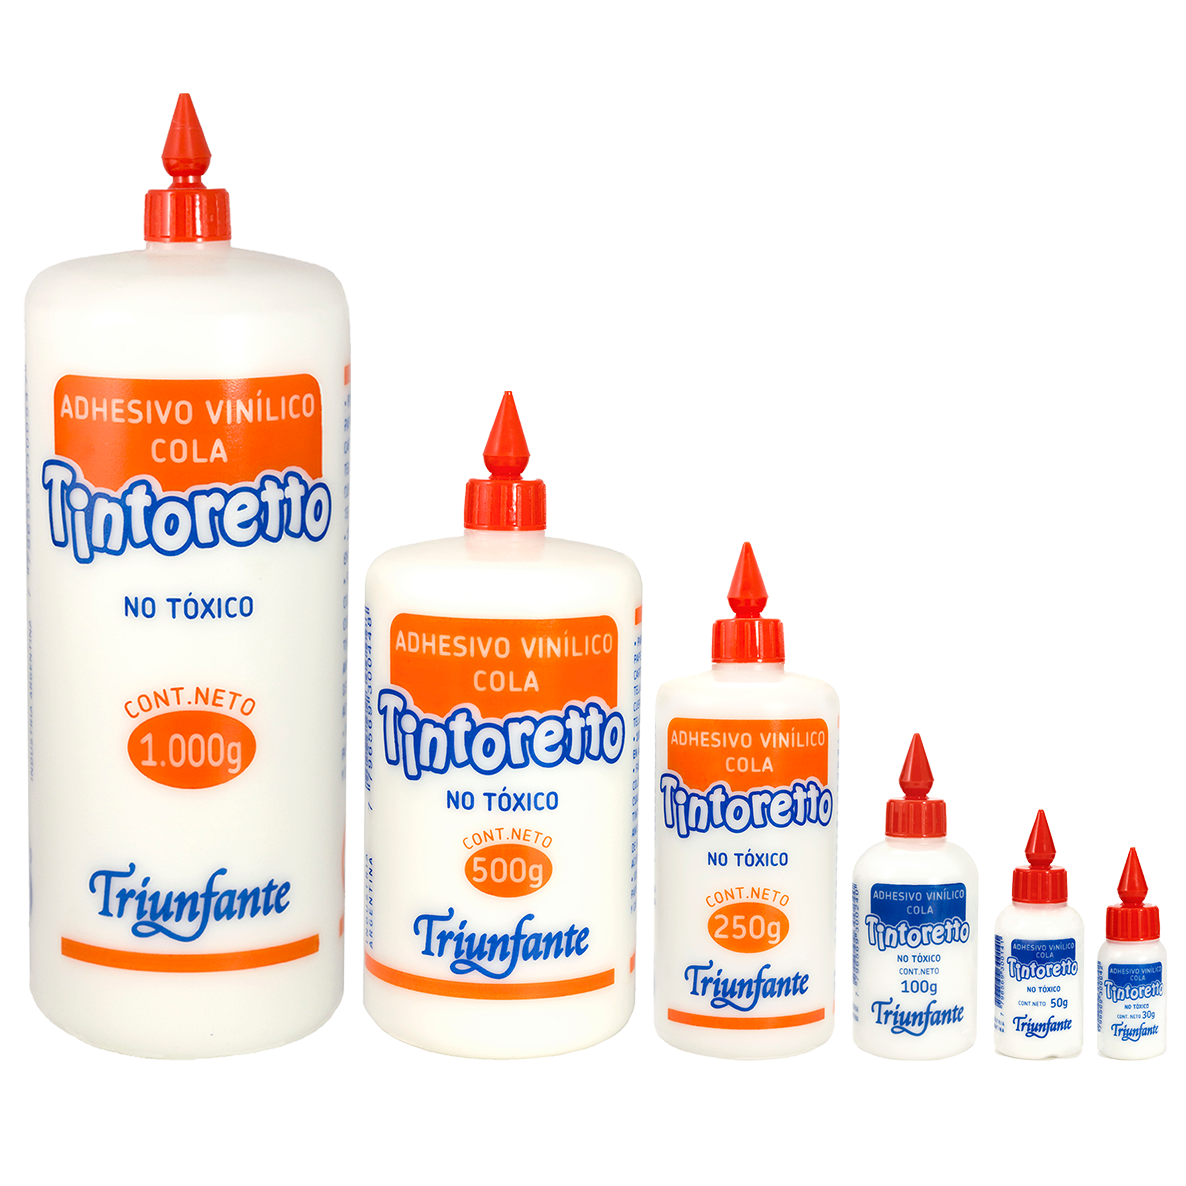 ADHESIVO VINÍLICO
COLA
Tintoretto
NO TÓXICO
CONT.NETO
1.000g
Triunfante
INDUSTRIA ARGENTINA
ADHESIVO VINÍLICO
COLA
Tintoretto
NO TÓXICO
CONT.NETO
500g
Triunfante
ARGENTINA
ADHESIVO VINÍLICO
COLA
Tintoretto
NO TÓXICO
CONT.NETO
250g
Triunfante
ADHESIVO VINÍLICO
COLA
Tintoretto
NO TÓXICO
CONT.NETO
100g
Triunfante
ADHESIVO VINÍLICO
COLA
Tintoretto
NO TÓXICO
CONT NETO 50g
Triunfante
ADHESIVO VINÍLICO
COLA
Tintoretto
NO TÓXICO
CONT. NETO 30g
Triunfante